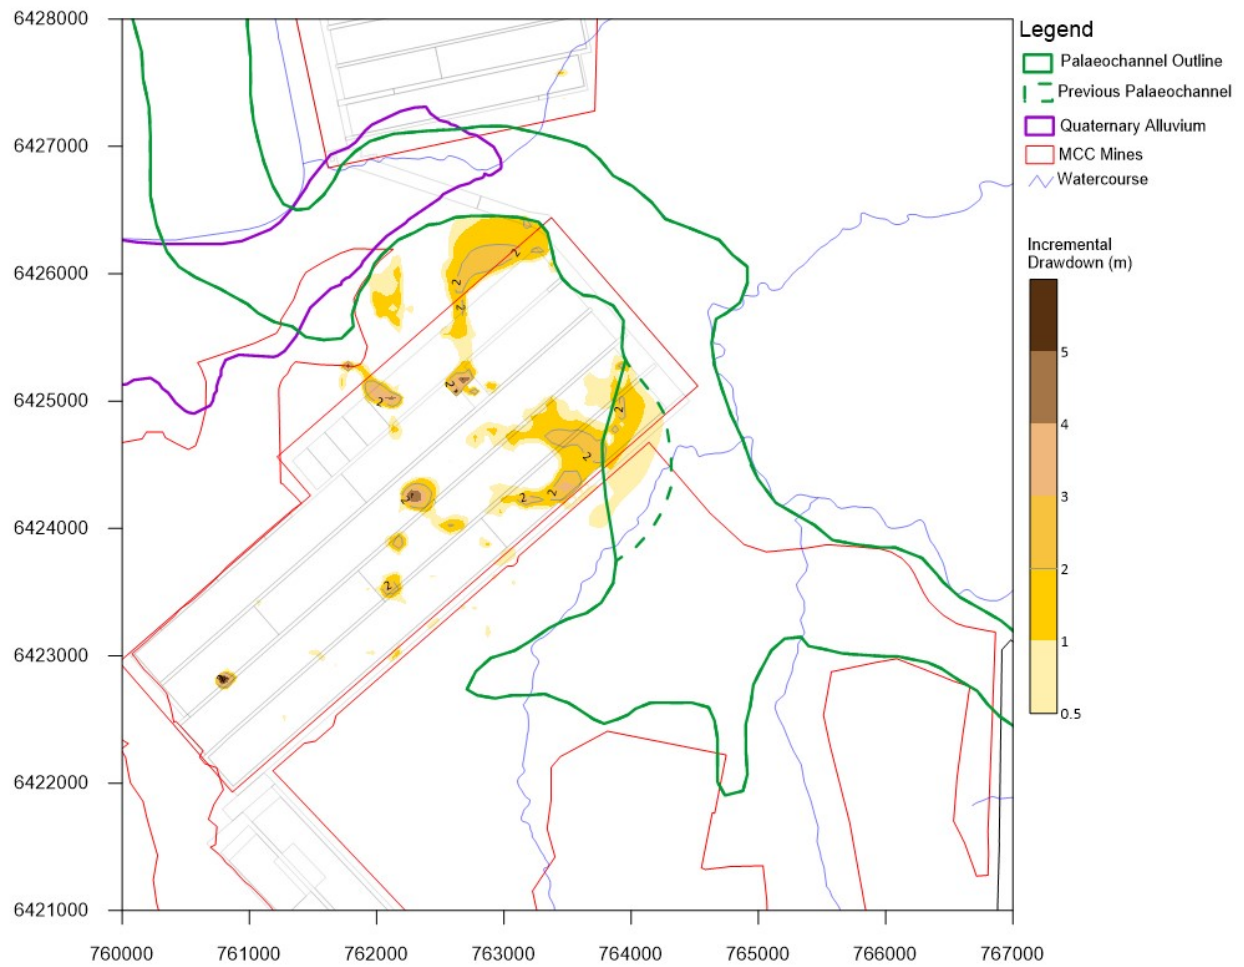 6428000
6427000
6426000
6425000
6424000
6423000
6422000
6421000
760000 761000 762000 763000 764000 765000 766000 767000
2
2
2
2
2
2
2
2
2
2
2
Legend
Palaeochannel Outline
Previous Palaeochannel
Quaternary Alluvium
MCC Mines
Watercourse
Incremental
Drawdown (m)
5
4
3
2
1
0.5